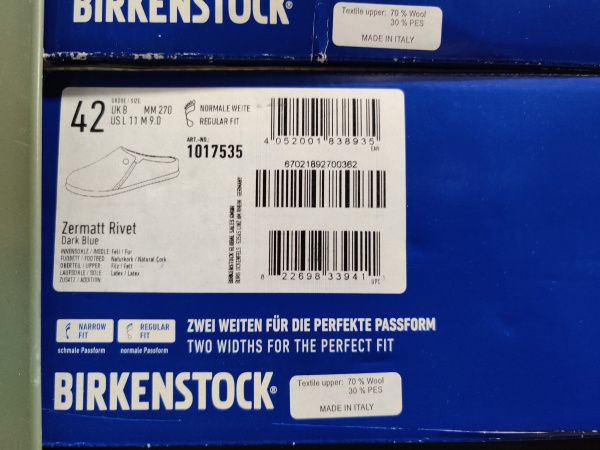 BIRKENSTOCK®
Textile upper: 70 % Wool
30 % PES
MADE IN ITALY
42
GRÖßE / SIZE
UK 8 MM 270
US L 11 M 9.0
NORMALE WEITE
REGULAR FIT
ART.-NO.:
1017535
4 052001 838935
EAN
67021892700362
8 22698 33941
UPC
Zermatt Rivet
Dark Blue
INNENSOHLE / INSOLE Fell / Fur
FUßBETT / FOOTBED Naturkork / Natural Cork
OBERTEIL / UPPER Filz / Felt
LAUFSOHLE / SOLE Latex / Latex
ZUSATZ / ADDITION
BIRKENSTOCK GLOBAL SALES GMBH
GERMANY
NARROW
FIT
schmale Passform
REGULAR
FIT
normale Passform
ZWEI WEITEN FÜR DIE PERFEKTE PASSFORM
TWO WIDTHS FOR THE PERFECT FIT
BIRKENSTOCK®
Textile upper: 70 % Wool
30 % PES
MADE IN ITALY